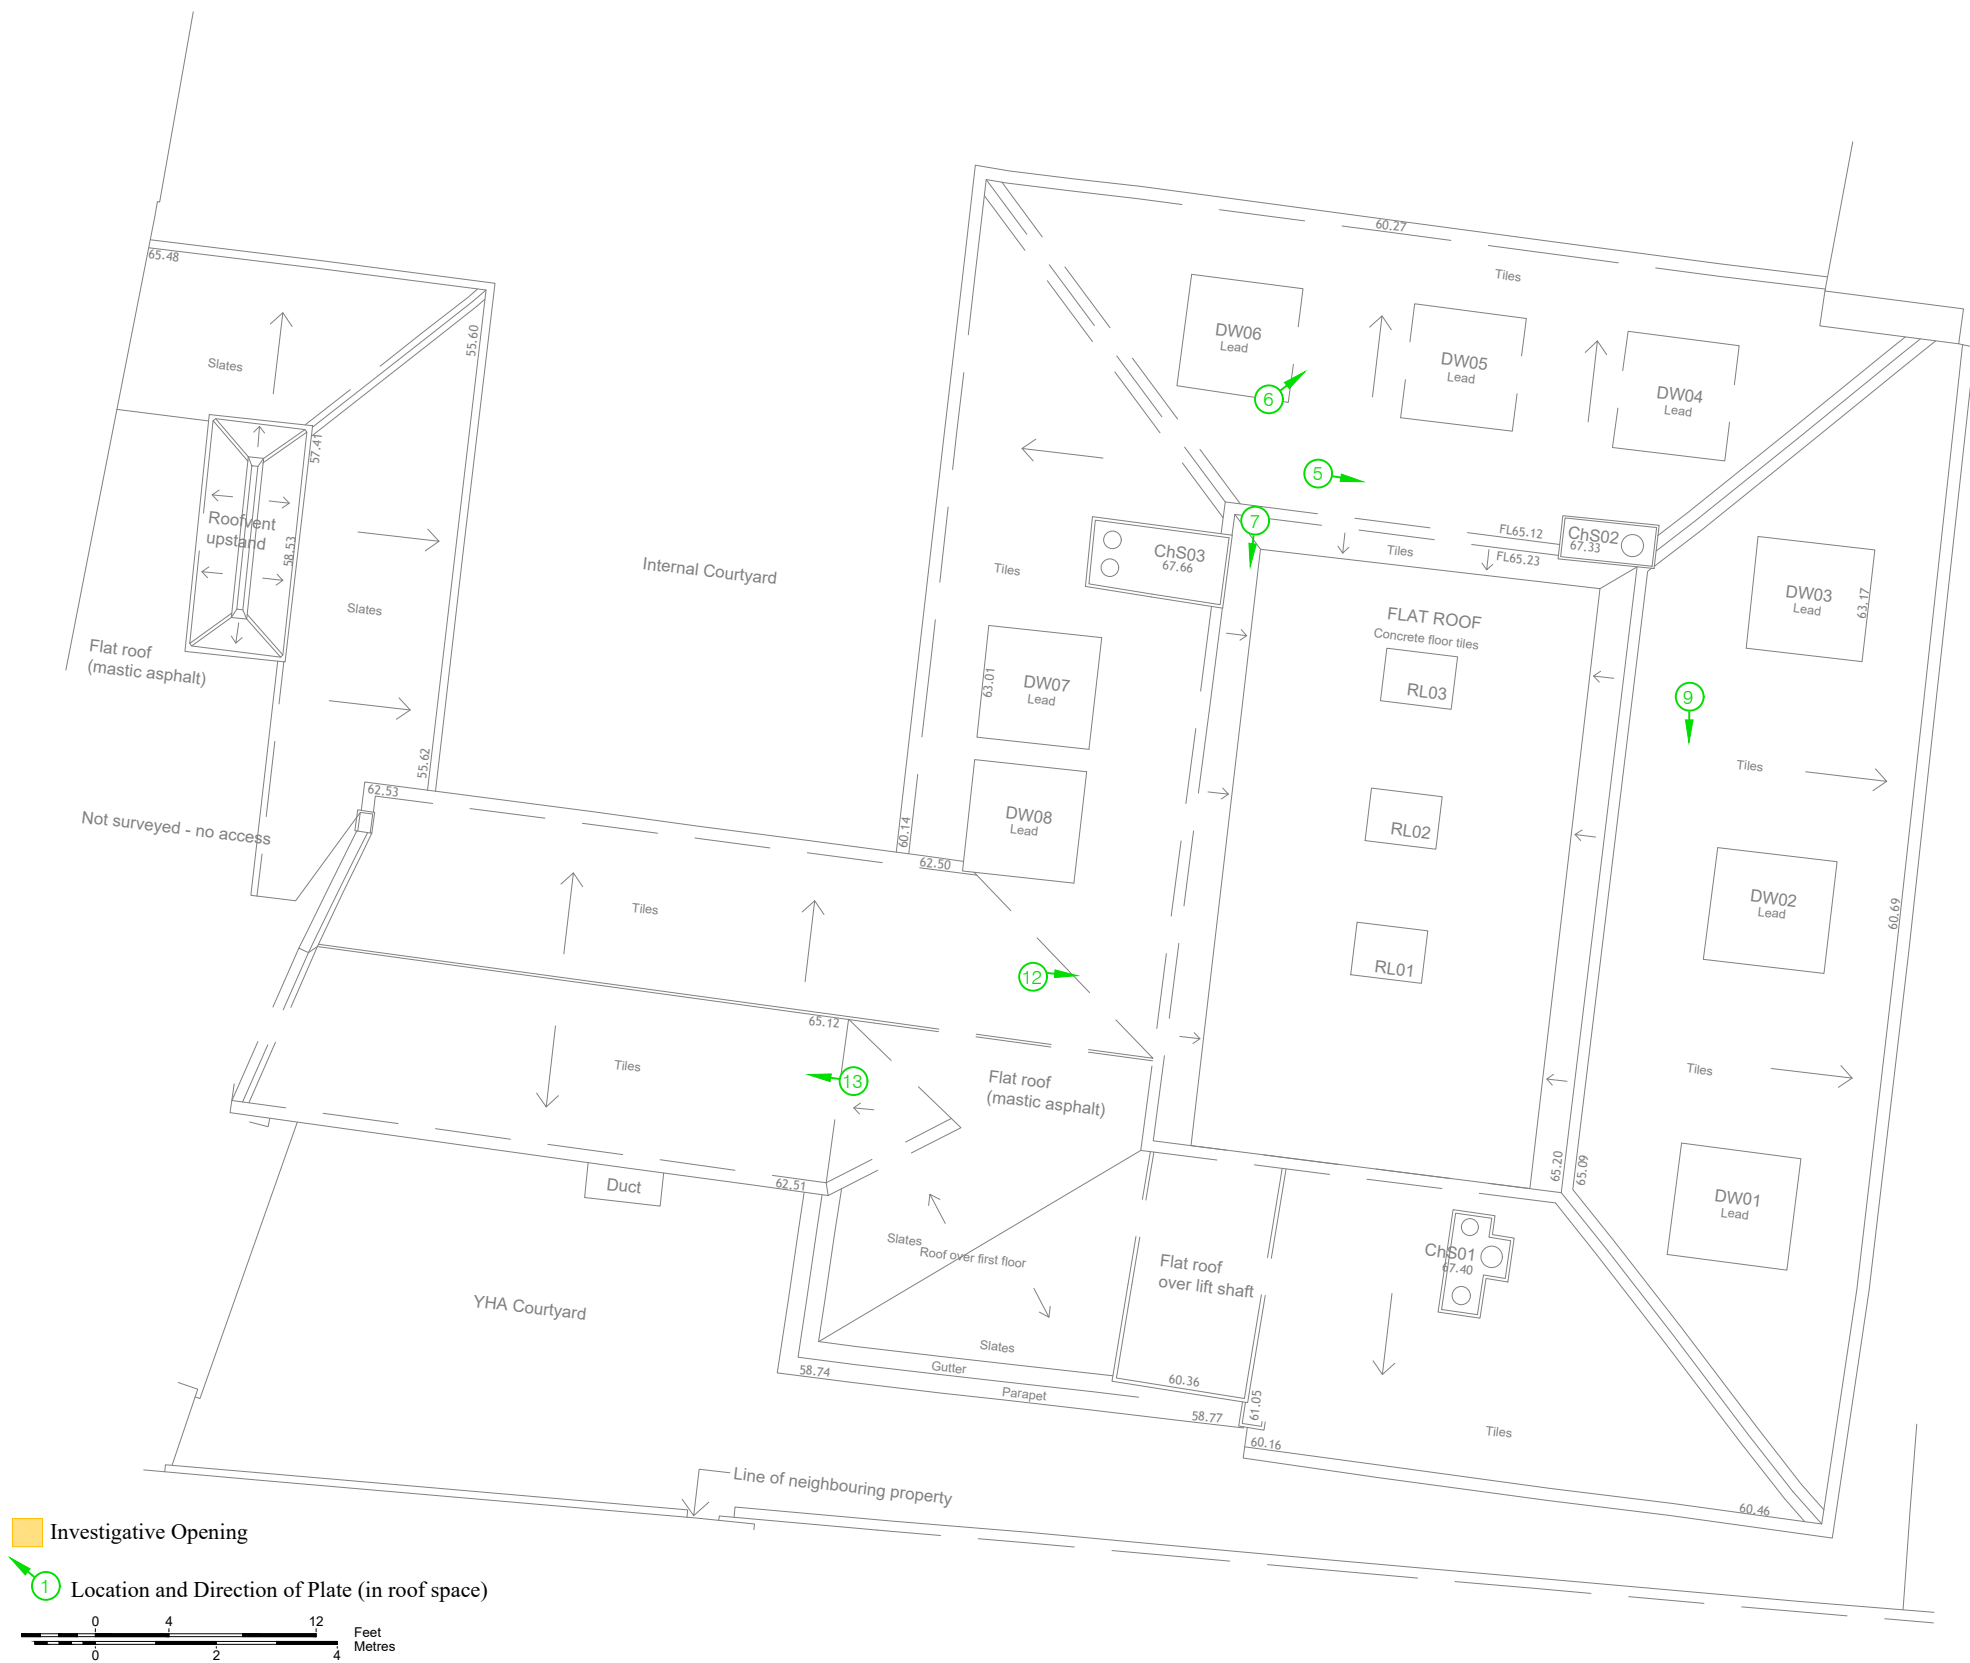 60.27
65.48
Tiles
55.60
DW06
Lead
DW05
Lead
Slates
DW04
Lead
6
57.41
5
7
Roofvent
upstand
58.53
FL65.12
ChS02
67.33
Tiles
FL65.23
ChS03
67.66
Internal Courtyard
Tiles
DW03
Lead
63.17
Slates
FLAT ROOF
Concrete floor tiles
Flat roof
(mastic asphalt)
63.01
DW07
Lead
RL03
9
55.62
62.53
Tiles
Not surveyed - no access
60.14
DW08
Lead
RL02
62.50
DW02
Lead
60.69
Tiles
12
RL01
65.12
Tiles
13
Flat roof
(mastic asphalt)
Tiles
65.20
65.09
62.51
Duct
DW01
Lead
Slates
Roof over first floor
Flat roof
over lift shaft
ChS01
67.40
YHA Courtyard
Slates
Gutter
58.74
Parapet
60.36
58.77
61.05
60.16
Tiles
60.46
Line of neighbouring property
Investigative Opening
1 Location and Direction of Plate (in roof space)
0 4 12
Feet
Metres
0 2 4